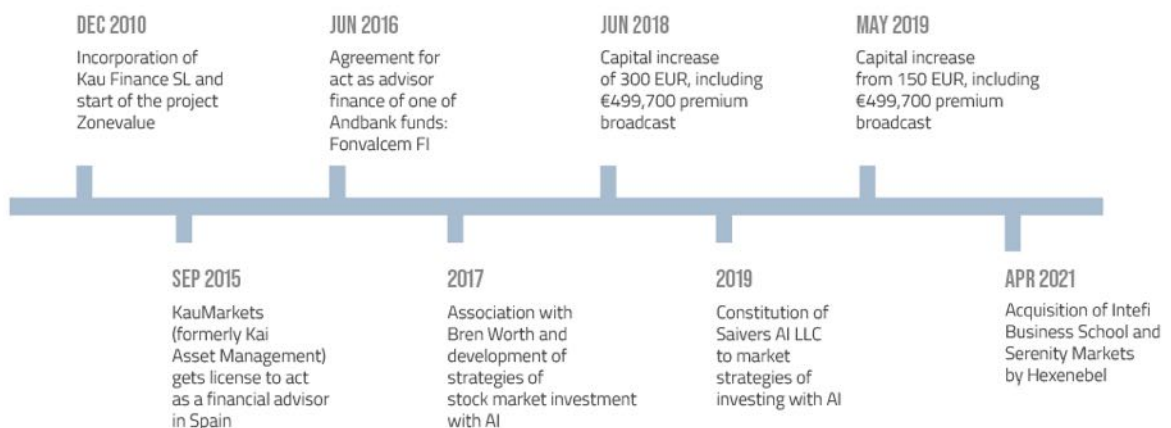 DEC 2010
Incorporation of
Kau Finance SL and
start of the project
Zonevalue
JUN 2016
Agreement for
act as advisor
finance of one of
Andbank funds:
Fonvalcem FI
JUN 2018
Capital increase
of 300 EUR, including
€499,700 premium
broadcast
MAY 2019
Capital increase
from 150 EUR, including
€499,700 premium
broadcast
SEP 2015
KauMarkets
(formerly Kai
Asset Management)
gets license to act
as a financial advisor
in Spain
2017
Association with
Bren Worth and
development of
strategies of
stock market investment
with AI
2019
Constitution of
Saivers AI LLC
to market
strategies of
investing with AI
APR 2021
Acquisition of Intefi
Business School and
Serenity Markets
by Hexenebel